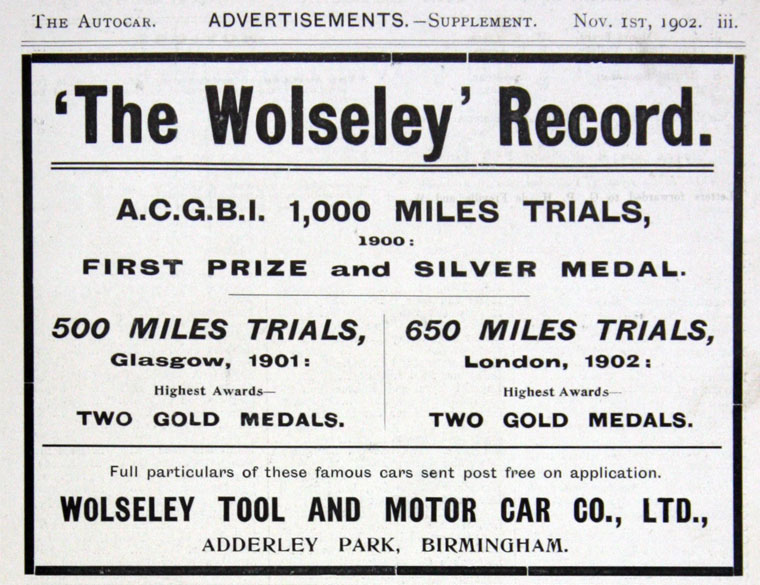 The Autocar. ADVERTISEMENTS.—Supplement. Nov. 1st, 1902. iii.
'The Wolseley' Record.
A.C.G.B.I. 1,000 MILES TRIALS,
1900:
FIRST PRIZE and SILVER MEDAL.
500 MILES TRIALS,
Glasgow, 1901:
Highest Awards—
TWO GOLD MEDALS.
650 MILES TRIALS,
London, 1902:
Highest Awards—
TWO GOLD MEDALS.
Full particulars of these famous cars sent post free on application.
WOLSELEY TOOL AND MOTOR CAR CO., LTD.,
ADDERLEY PARK, BIRMINGHAM.